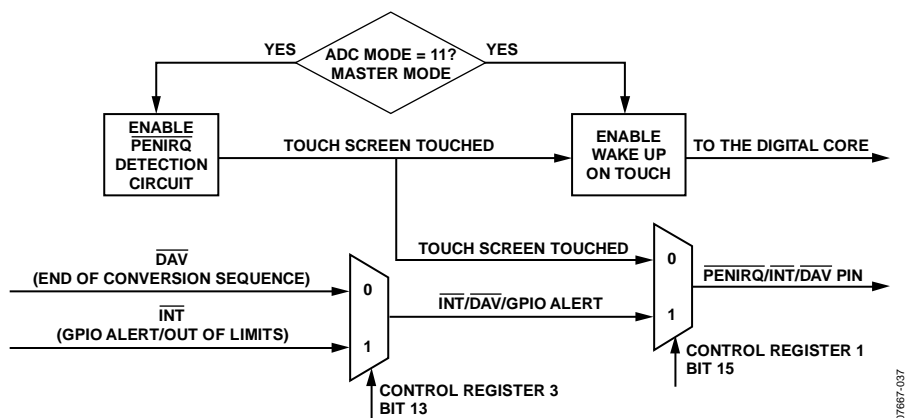 YES
ADC MODE = 11?
MASTER MODE
YES
ENABLE
PENIRQ
DETECTION
CIRCUIT
TOUCH SCREEN TOUCHED
ENABLE
WAKE UP
ON TOUCH
TO THE DIGITAL CORE
TOUCH SCREEN TOUCHED
0
1
PENIRQ/INT/DAV PIN
DAV
(END OF CONVERSION SEQUENCE)
INT
(GPIO ALERT/OUT OF LIMITS)
0
1
INT/DAV/GPIO ALERT
CONTROL REGISTER 1
BIT 15
CONTROL REGISTER 3
BIT 13
07667-037